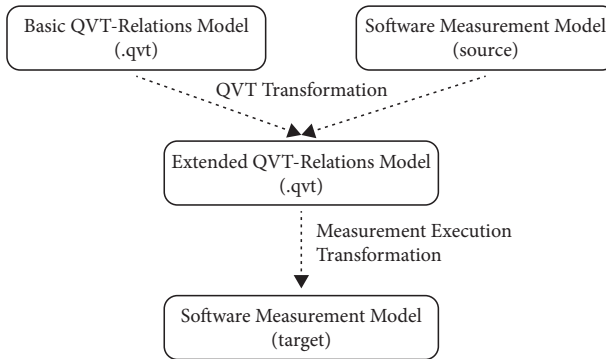 Basic QVT-Relations Model
(.qvt)
Software Measurement Model
(source)
QVT Transformation
Extended QVT-Relations Model
(.qvt)
Measurement Execution
Transformation
Software Measurement Model
(target)